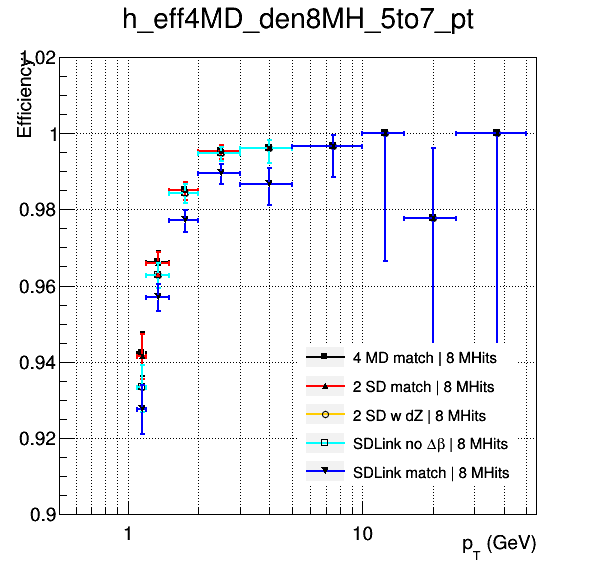 h_eff4MD_den8MH_5to7_pt
Efficiency
1.02
1
0.98
0.96
0.94
0.92
0.9
4 MD match | 8 MHits
2 SD match | 8 MHits
2 SD w dZ | 8 MHits
SDLink no Δβ | 8 MHits
SDLink match | 8 MHits
1
10
p_T (GeV)